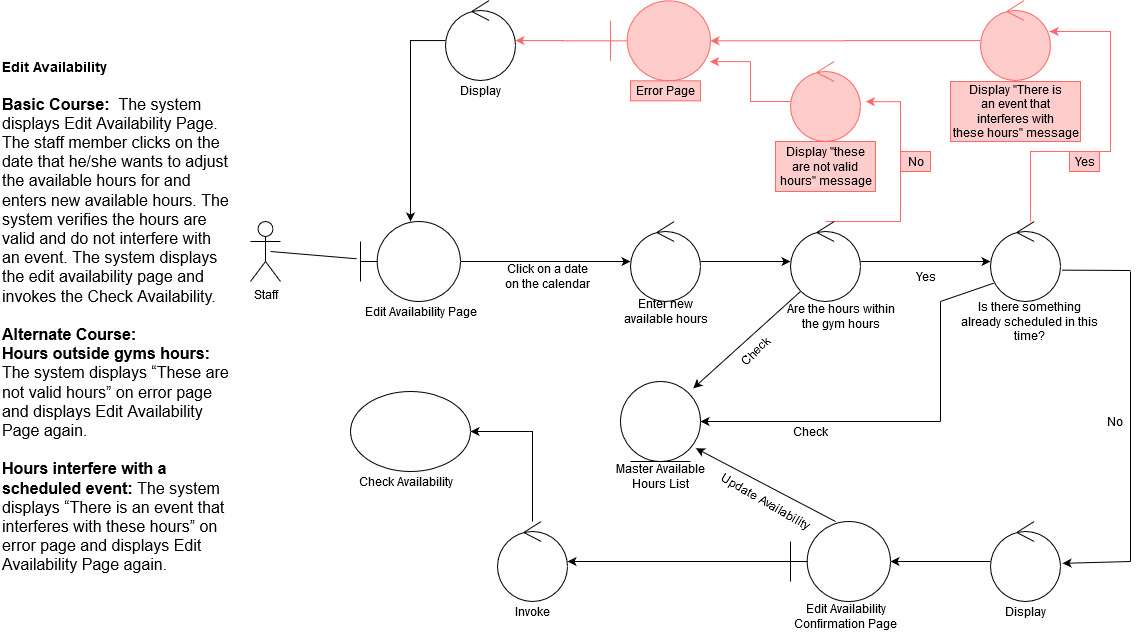 Edit Availability
Basic Course:  The system
displays Edit Availability Page.
The staff member clicks on the
date that he/she wants to adjust
the available hours for and
enters new available hours. The
system verifies the hours are
valid and do not interfere with
an event. The system displays
the edit availability page and
invokes the Check Availability.
Alternate Course:
Hours outside gyms hours:
The system displays “These are
not valid hours” on error page
and displays Edit Availability
Page again.
Hours interfere with a
scheduled event: The system
displays “There is an event that
interferes with these hours” on
error page and displays Edit
Availability Page again.
Display
Error Page
Display "There is
an event that
interferes with
these hours" message
Display "these
are not valid
hours" message
No
Yes
Staff
Edit Availability Page
Click on a date
on the calendar
Enter new
available hours
Are the hours within
the gym hours
Yes
Is there something
already scheduled in this
time?
Check
Check
No
Master Available
Hours List
Check Availability
Update Availability
Invoke
Edit Availability
Confirmation Page
Display